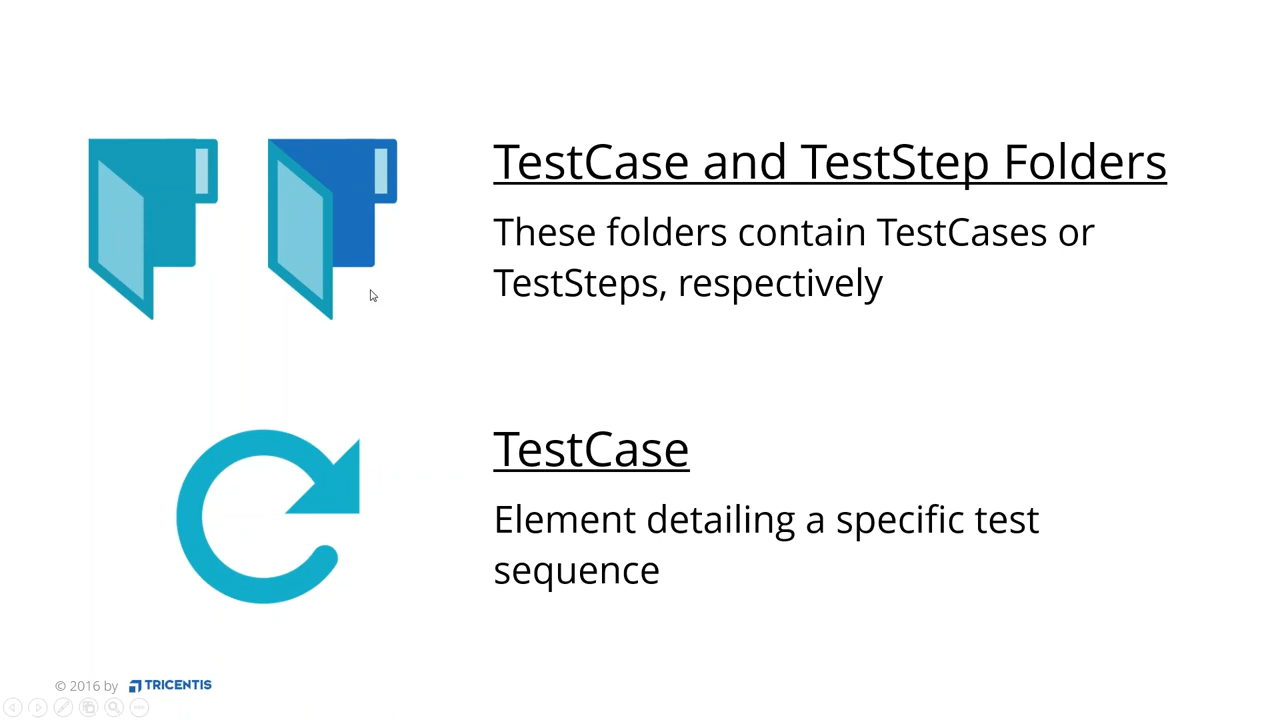 TestCase and TestStep Folders
These folders contain TestCases or
TestSteps, respectively
TestCase
Element detailing a specific test
sequence
© 2016 by TRICENTIS